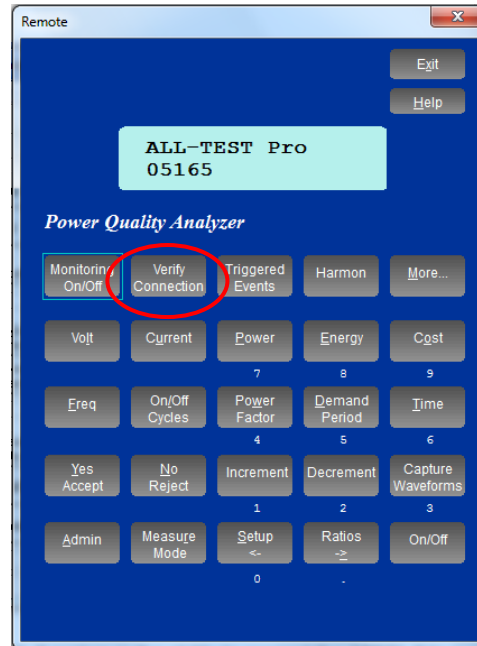 Remote
x
Exit
Help
ALL-TEST Pro
05165
Power Quality Analyzer
Monitoring On/Off
Verify Connection
Triggered Events
Harmon
More...
Volt
Current
Power
Energy
Cost
7
8
9
Freq
On/Off Cycles
Power Factor
Demand Period
Time
4
5
6
Yes Accept
No Reject
Increment
Decrement
Capture Waveforms
1
2
3
Admin
Measure Mode
Setup <-
Ratios ->
On/Off
0
.